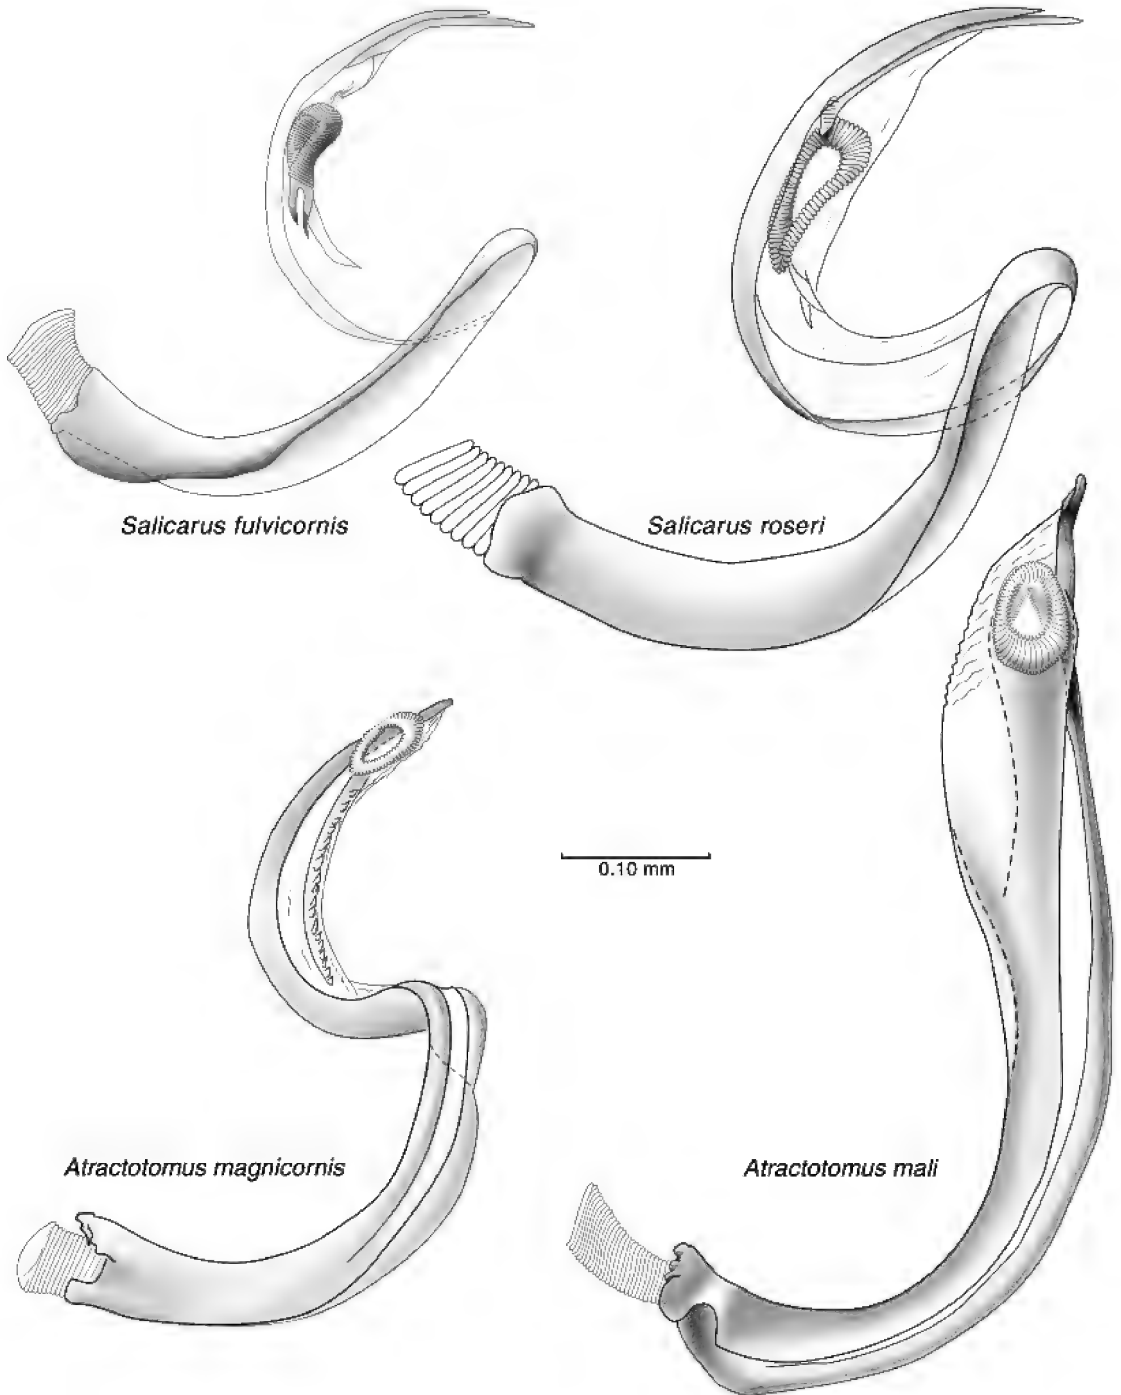 Salicarus fulvicornis
Salicarus roseri
0.10 mm
Atractotomus magnicornis
Atractotomus mali